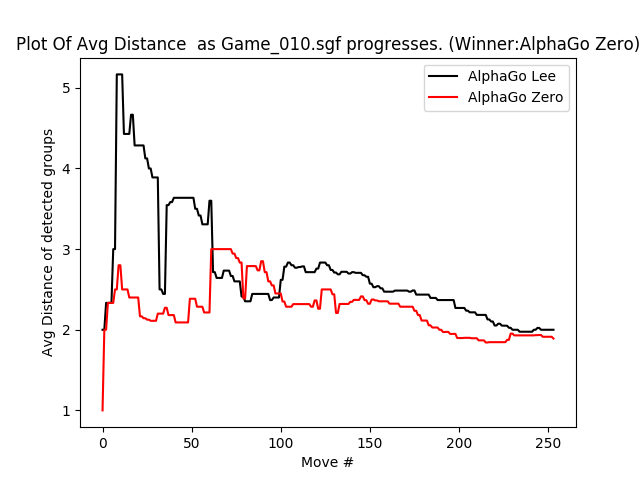 Plot Of Avg Distance  as Game_010.sgf progresses. (Winner:AlphaGo Zero)
AlphaGo Lee
AlphaGo Zero
Avg Distance of detected groups
5
4
3
2
1
0
50
100
150
200
250
Move #